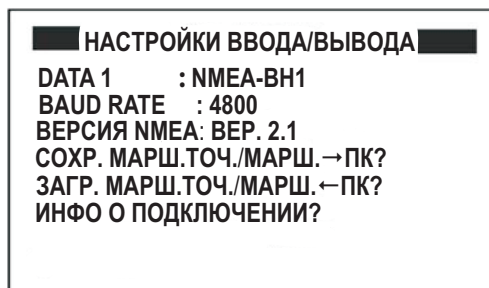 НАСТРОЙКИ ВВОДА/ВЫВОДА
DATA 1 : NMEA-BH1
BAUD RATE : 4800
ВЕРСИЯ NMEA: ВЕР. 2.1
СОХР. МАРШ.ТОЧ./МАРШ.→ПК?
ЗАГР. МАРШ.ТОЧ./МАРШ.←ПК?
ИНФО О ПОДКЛЮЧЕНИИ?